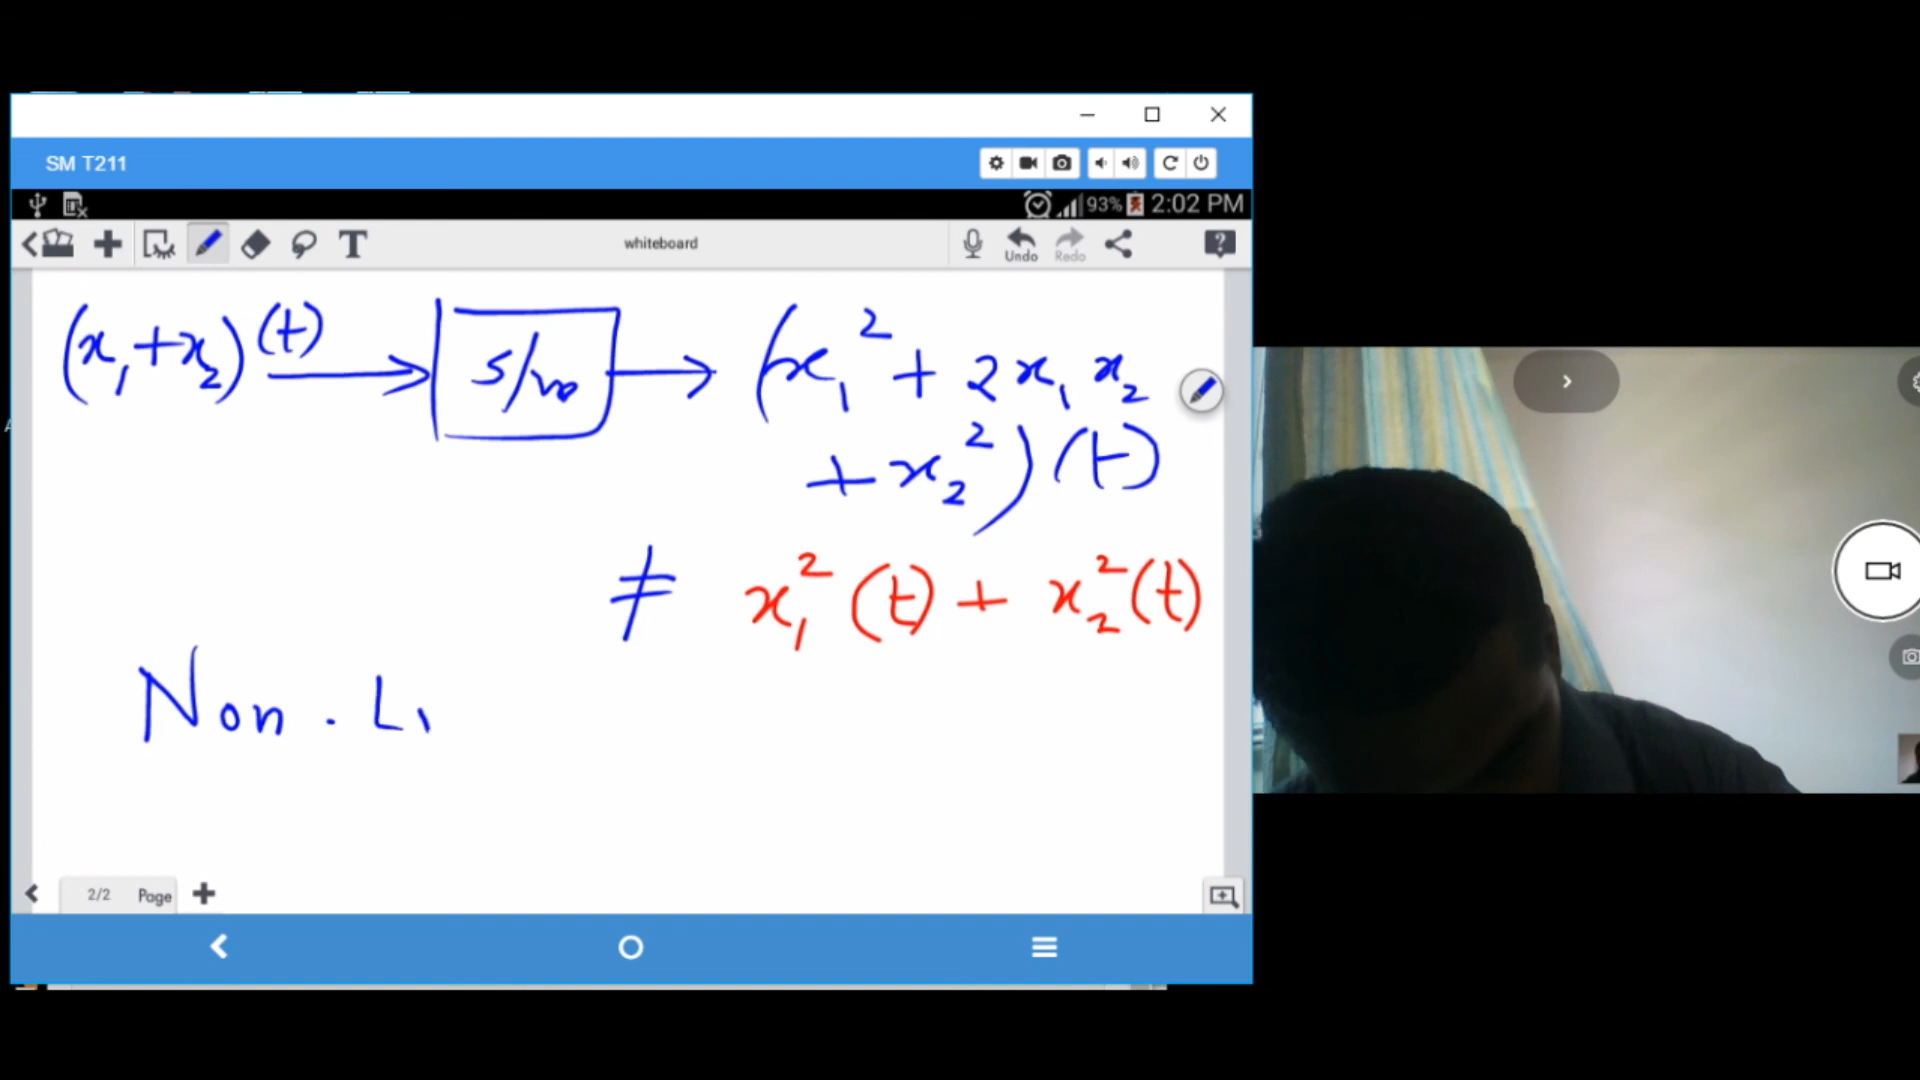 SM T211
93% 2:02 PM
whiteboard
Undo
Redo
(x₁+x₂)(t) → S/m → (x₁² + 2x₁x₂
+ x₂²)(t)
≠ x₁²(t) + x₂²(t)
Non-Li
2/2 Page